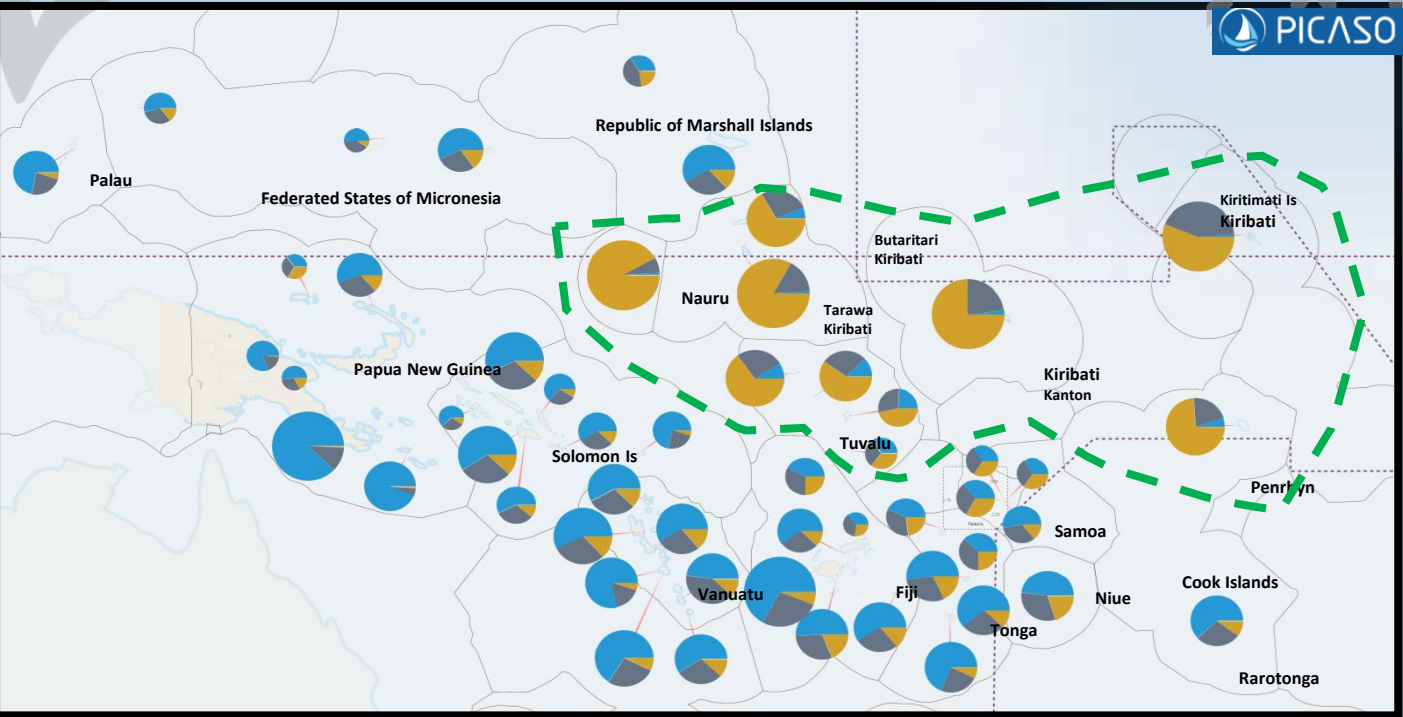 PICASO
Republic of Marshall Islands
Palau
Federated States of Micronesia
Kiritimati Is
Kiribati
Butaritari
Kiribati
Nauru
Tarawa
Kiribati
Papua New Guinea
Kiribati
Kanton
Tuvalu
Solomon Is
Penrhyn
Samoa
Cook Islands
Vanuatu
Fiji
Niue
Tonga
Rarotonga